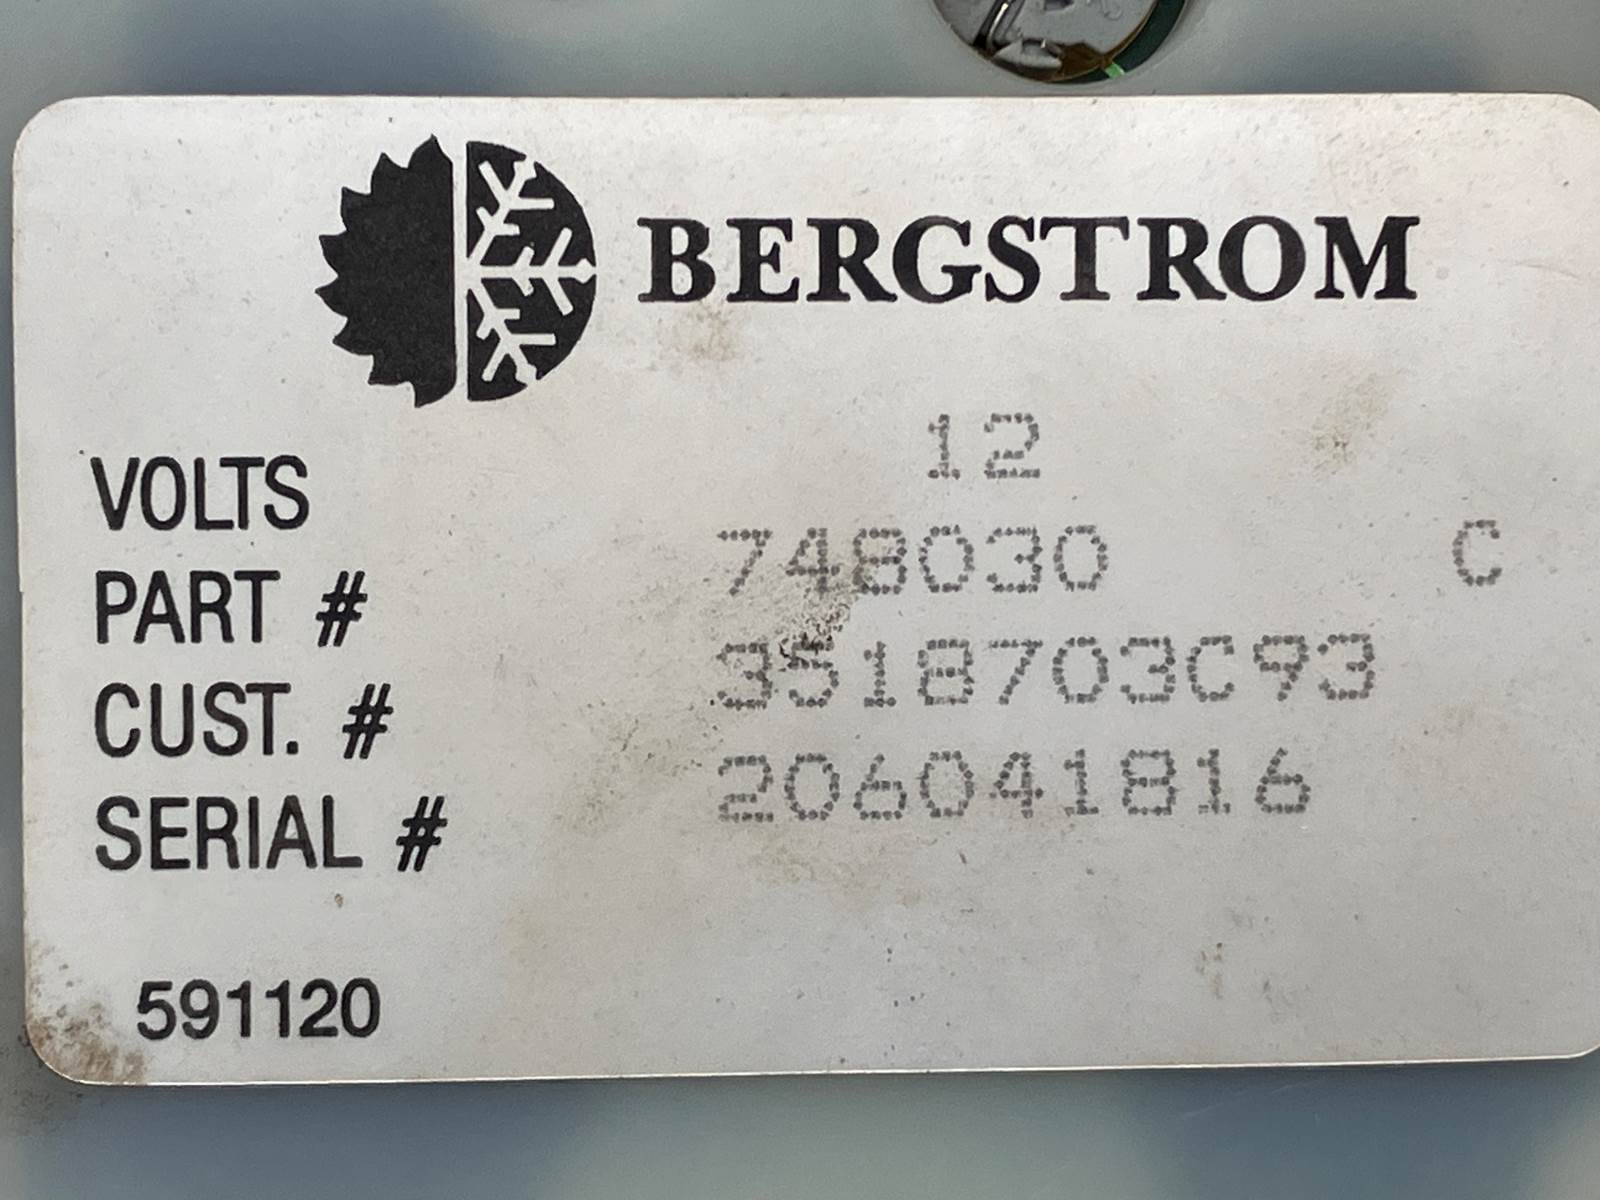 BERGSTROM
VOLTS 12
PART # 748030 C
CUST. # 3518703C93
SERIAL # 206041816
591120